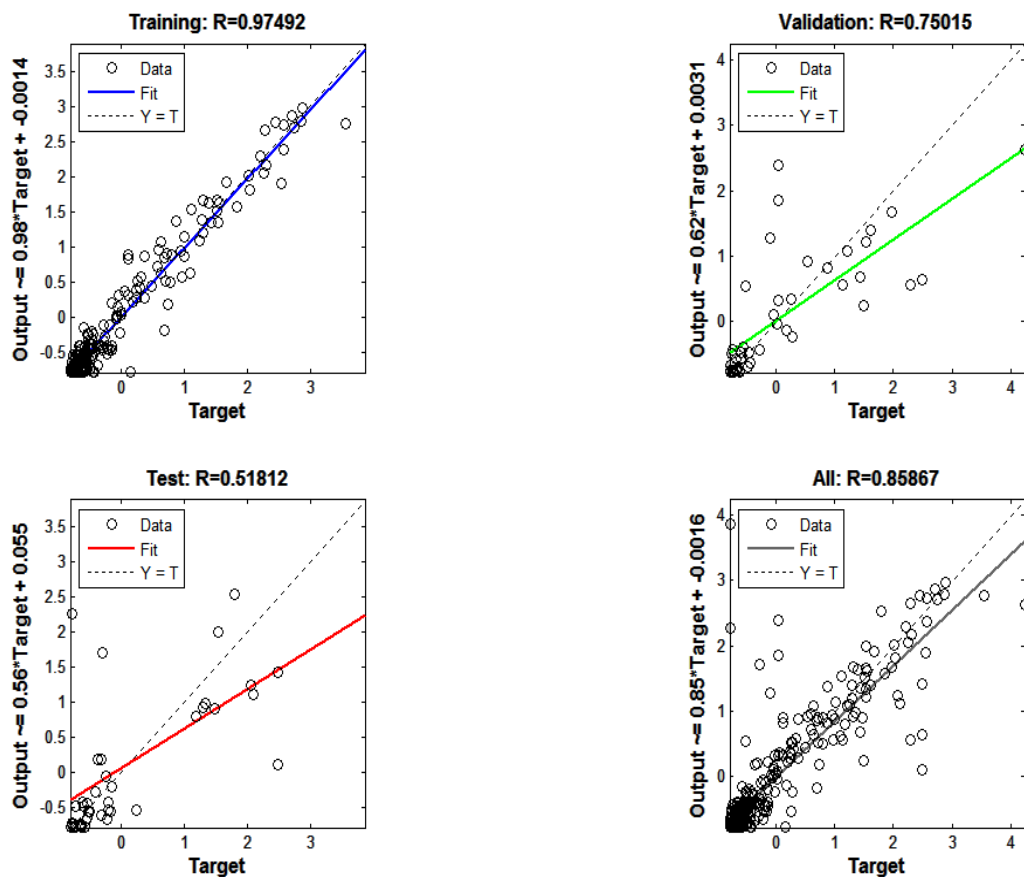 Training: R=0.97492
Output ~= 0.98*Target + -0.0014
3.5
3
2.5
2
1.5
1
0.5
0
-0.5
Data
Fit
Y = T
0 1 2 3
Target
Validation: R=0.75015
Output ~= 0.62*Target + 0.0031
4
3
2
1
0
Data
Fit
Y = T
0 1 2 3 4
Target
Test: R=0.51812
Output ~= 0.56*Target + 0.055
3.5
3
2.5
2
1.5
1
0.5
0
-0.5
Data
Fit
Y = T
0 1 2 3
Target
All: R=0.85867
Output ~= 0.85*Target + -0.0016
4
3
2
1
0
Data
Fit
Y = T
0 1 2 3 4
Target